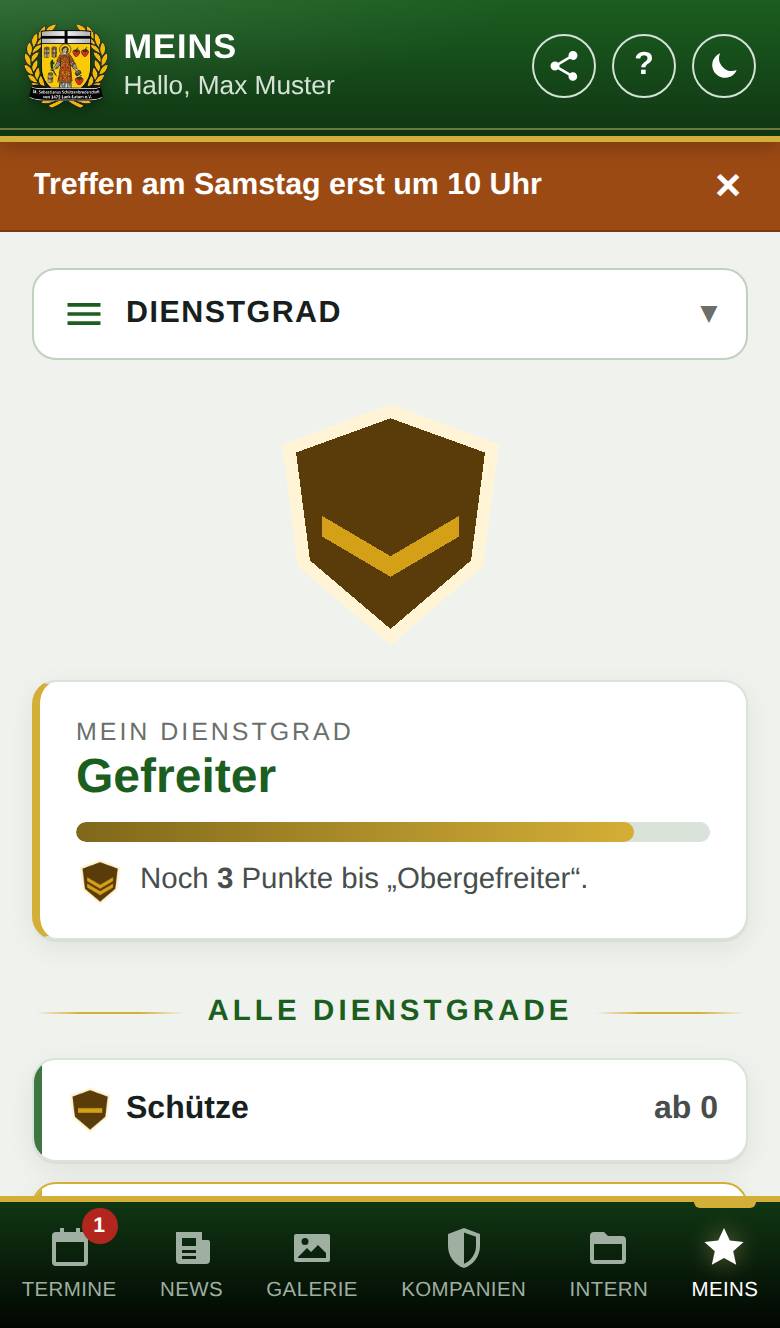 MEINS
Hallo, Max Muster
?
Treffen am Samstag erst um 10 Uhr
×
DIENSTGRAD
MEIN DIENSTGRAD
Gefreiter
Noch 3 Punkte bis „Obergefreiter“.
ALLE DIENSTGRADE
Schütze
ab 0
1
TERMINE
NEWS
GALERIE
KOMPANIEN
INTERN
MEINS